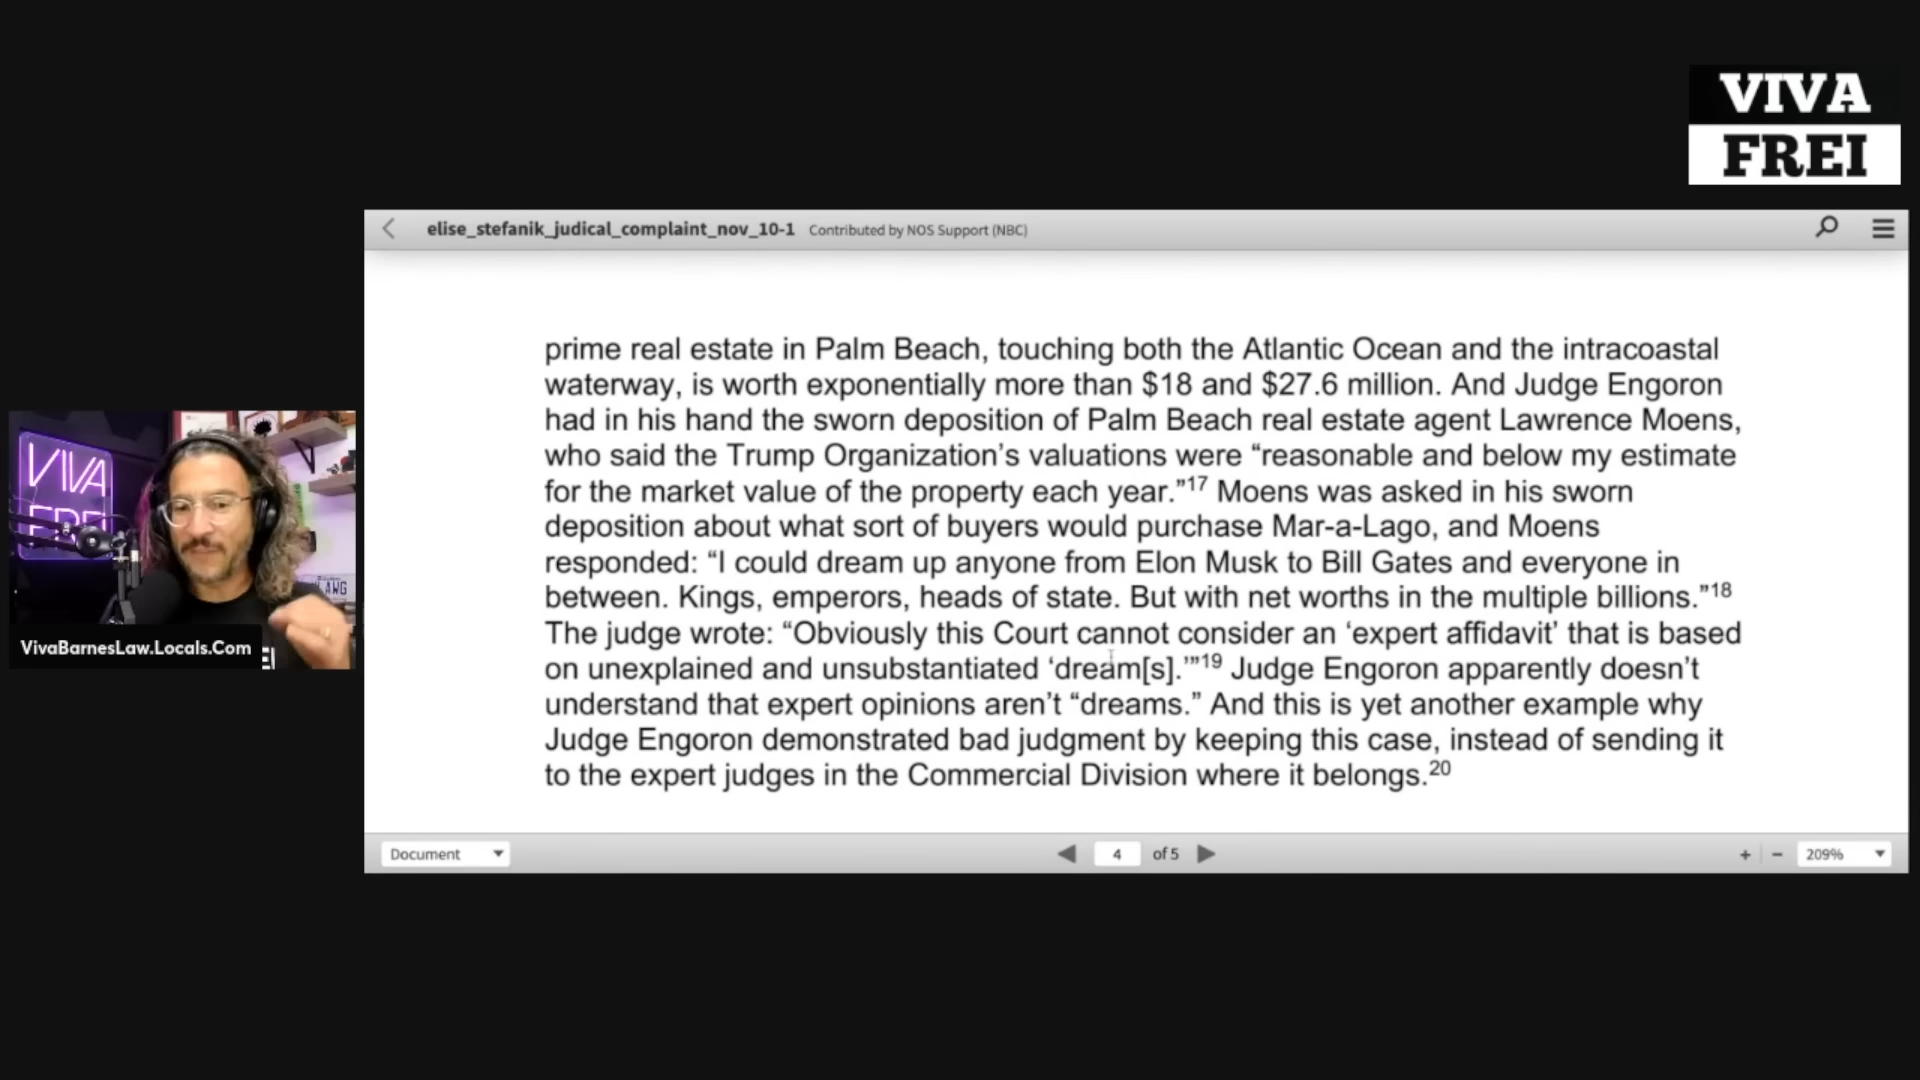 VIVA
FREI
elise_stefanik_judical_complaint_nov_10-1 Contributed by NOS Support (NBC)
prime real estate in Palm Beach, touching both the Atlantic Ocean and the intracoastal
waterway, is worth exponentially more than $18 and $27.6 million. And Judge Engoron
had in his hand the sworn deposition of Palm Beach real estate agent Lawrence Moens,
who said the Trump Organization’s valuations were “reasonable and below my estimate
for the market value of the property each year.”17 Moens was asked in his sworn
deposition about what sort of buyers would purchase Mar-a-Lago, and Moens
responded: “I could dream up anyone from Elon Musk to Bill Gates and everyone in
between. Kings, emperors, heads of state. But with net worths in the multiple billions.”18
The judge wrote: “Obviously this Court cannot consider an ‘expert affidavit’ that is based
on unexplained and unsubstantiated ‘dream[s].’”19 Judge Engoron apparently doesn’t
understand that expert opinions aren’t “dreams.” And this is yet another example why
Judge Engoron demonstrated bad judgment by keeping this case, instead of sending it
to the expert judges in the Commercial Division where it belongs.20
VIVA
FREI
VivaBarnesLaw.Locals.Com
Document
4 of 5
+ − 209%